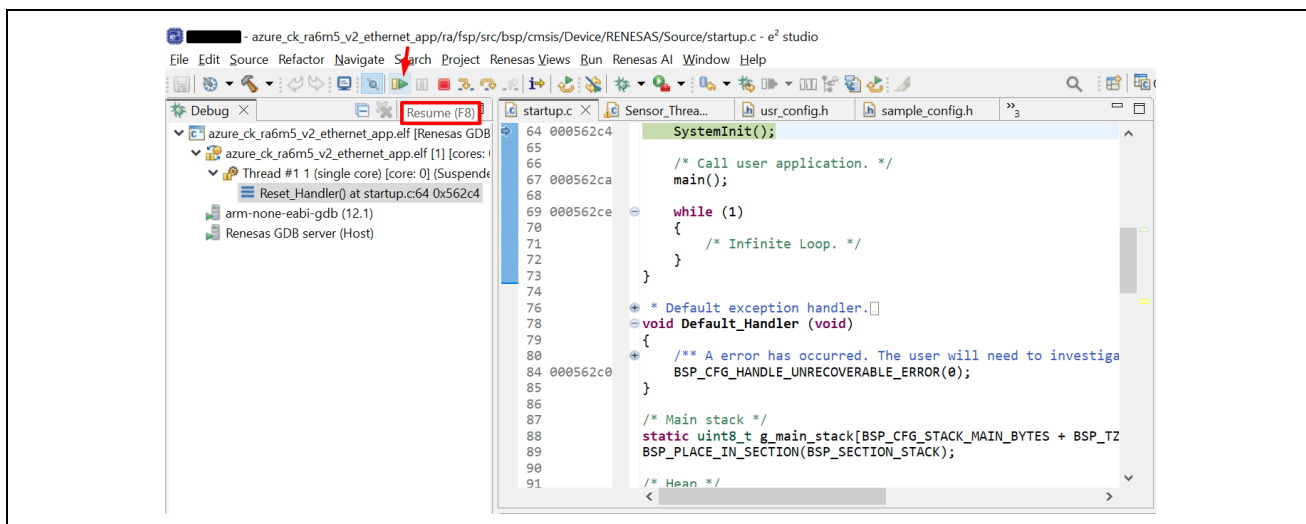 - azure_ck_ra6m5_v2_ethernet_app/ra/fsp/src/bsp/cmsis/Device/RENESAS/Source/startup.c - e² studio
File Edit Source Refactor Navigate Search Project Renesas Views Run Renesas AI Window Help
Resume (F8)
Debug
startup.c Sensor_Threa... usr_config.h sample_config.h »3
azure_ck_ra6m5_v2_ethernet_app.elf [Renesas GDB
azure_ck_ra6m5_v2_ethernet_app.elf [1] [cores:
Thread #1 1 (single core) [core: 0] (Suspende
Reset_Handler() at startup.c:64 0x562c4
arm-none-eabi-gdb (12.1)
Renesas GDB server (Host)
64 000562c4 SystemInit();
65
66 /* Call user application. */
67 000562ca main();
68
69 000562ce while (1)
70 {
71 /* Infinite Loop. */
72 }
73 }
74
76 * Default exception handler.
78 void Default_Handler (void)
79 {
80 /** A error has occurred. The user will need to investiga
84 000562c0 BSP_CFG_HANDLE_UNRECOVERABLE_ERROR(0);
85 }
86
87 /* Main stack */
88 static uint8_t g_main_stack[BSP_CFG_STACK_MAIN_BYTES + BSP_TZ
89 BSP_PLACE_IN_SECTION(BSP_SECTION_STACK);
90
91 /* Heap */